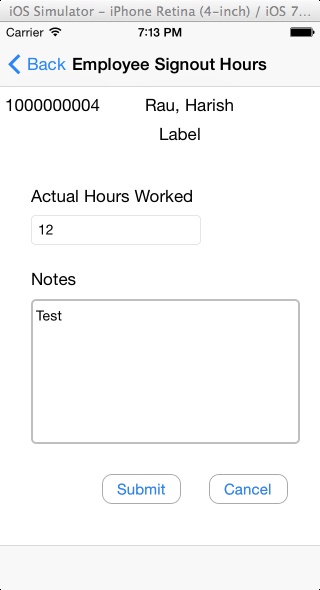 iOS Simulator – iPhone Retina (4-inch) / iOS 7...
Carrier 7:13 PM
Back Employee Signout Hours
1000000004 Rau, Harish
Label
Actual Hours Worked
12
Notes
Test
Submit Cancel